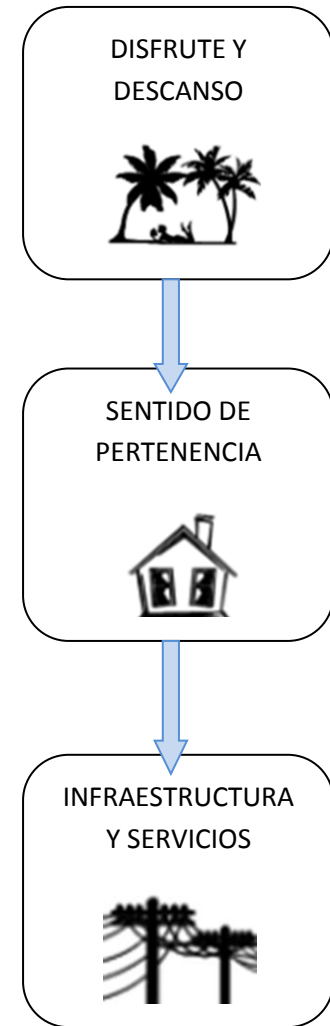 DISFRUTE Y
DESCANSO
SENTIDO DE
PERTENENCIA
INFRAESTRUCTURA
Y SERVICIOS